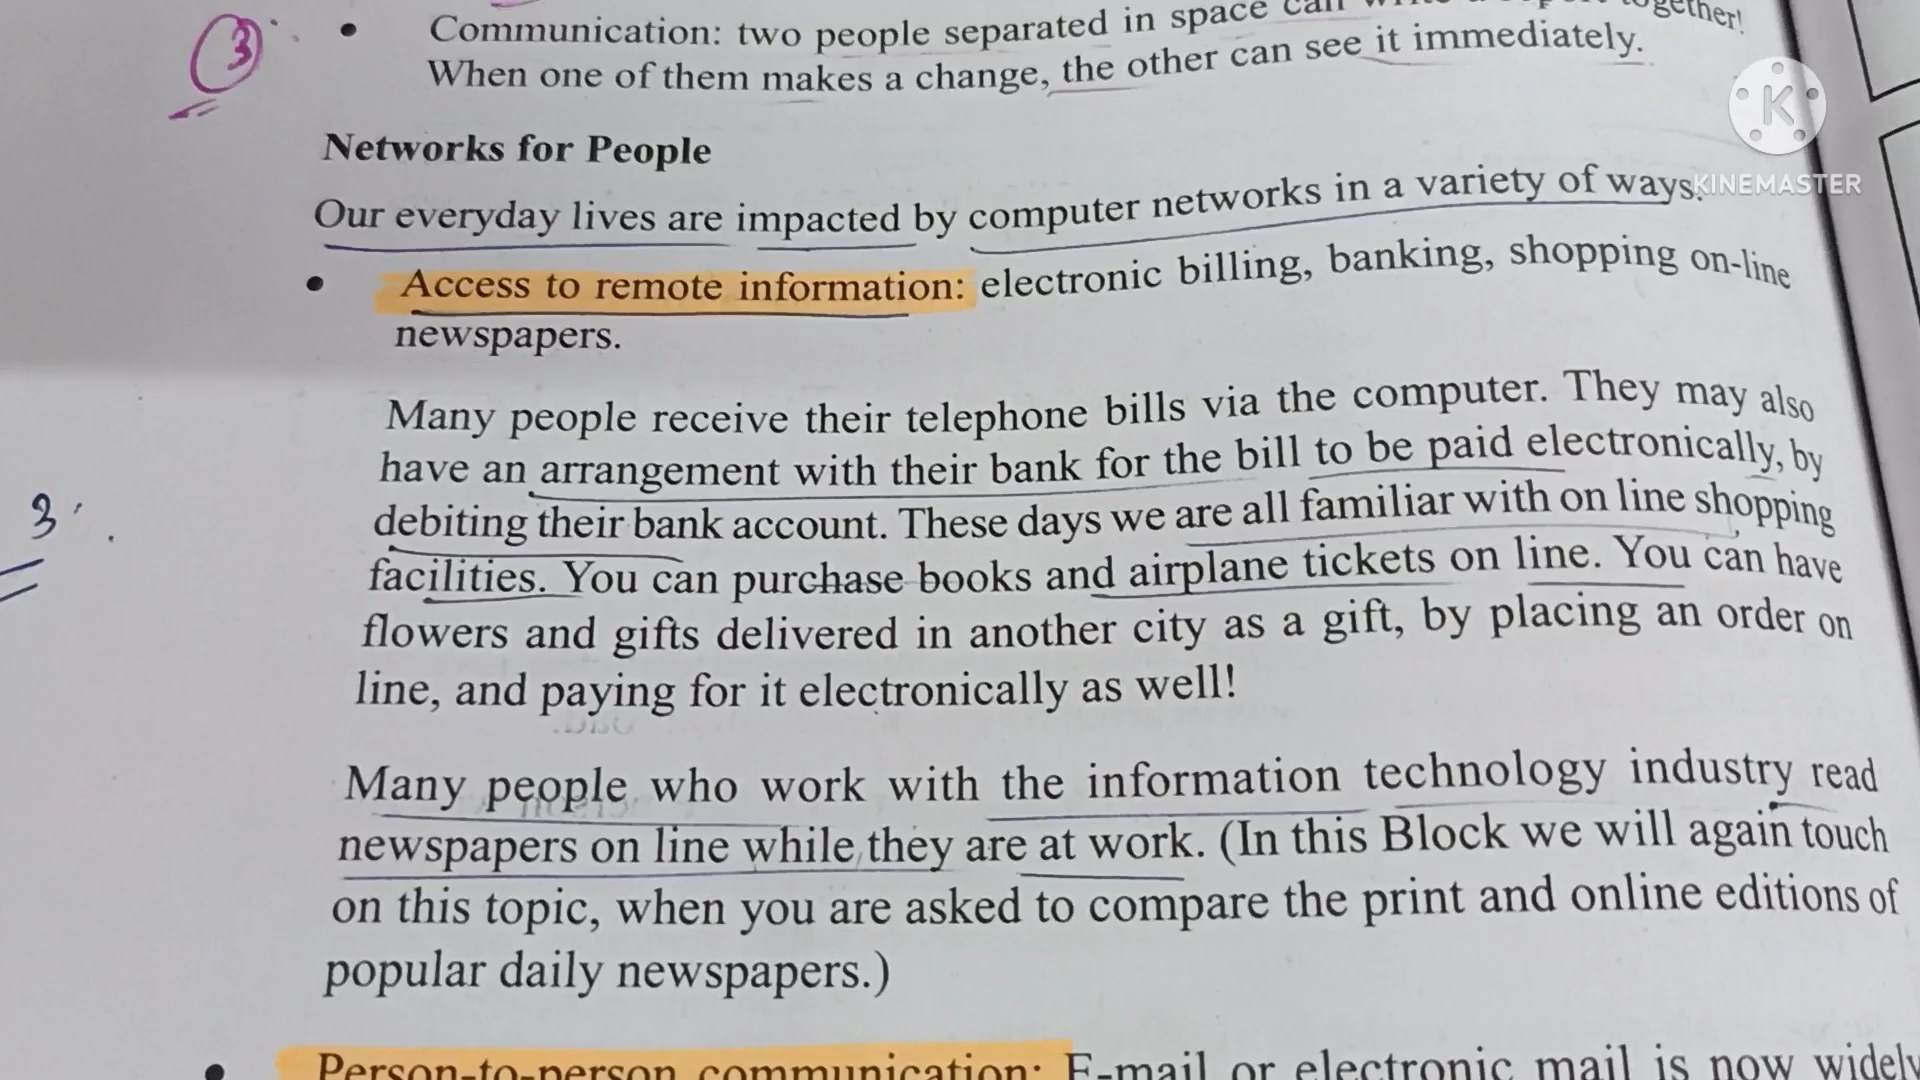 3
• Communication: two people separated in space can together!
When one of them makes a change, the other can see it immediately.
K
KINEMASTER
Networks for People
Our everyday lives are impacted by computer networks in a variety of ways.
• Access to remote information: electronic billing, banking, shopping on-line
newspapers.
Many people receive their telephone bills via the computer. They may also
have an arrangement with their bank for the bill to be paid electronically, by
3
debiting their bank account. These days we are all familiar with on line shopping
facilities. You can purchase books and airplane tickets on line. You can have
flowers and gifts delivered in another city as a gift, by placing an order on
line, and paying for it electronically as well!
Many people who work with the information technology industry read
newspapers on line while they are at work. (In this Block we will again touch
on this topic, when you are asked to compare the print and online editions of
popular daily newspapers.)
• Person-to-person communication: E-mail or electronic mail is now widely